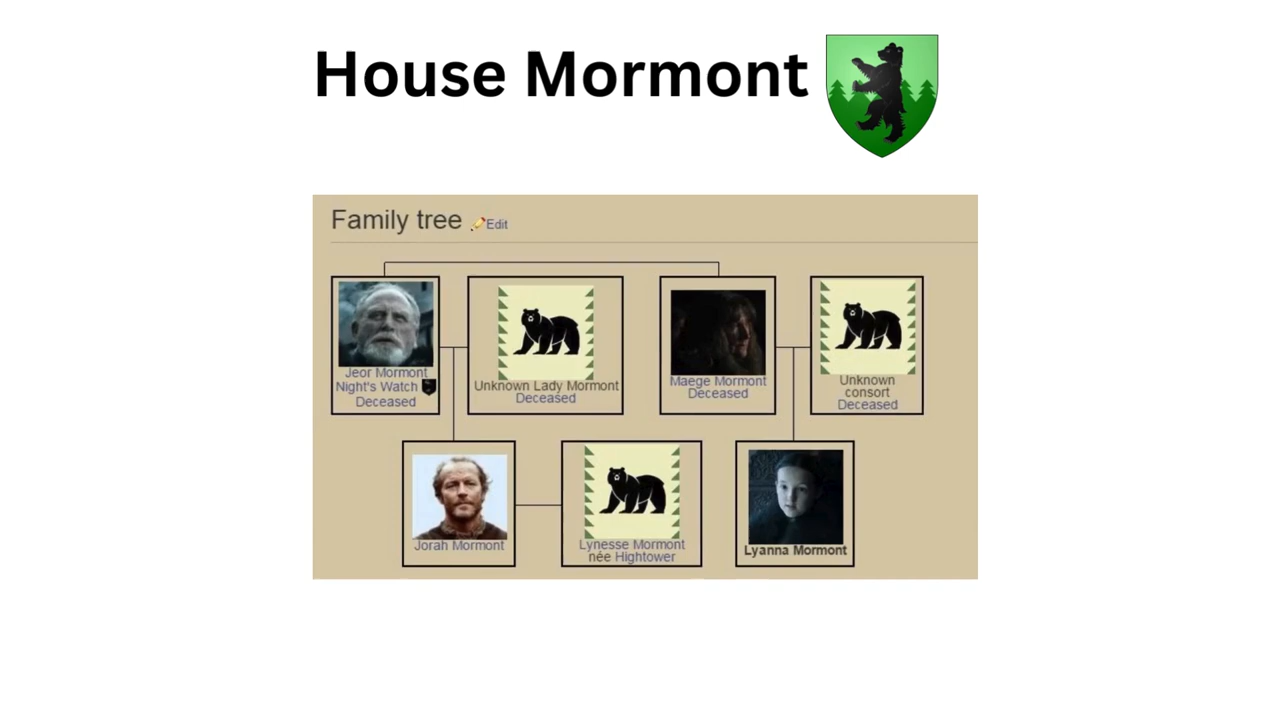 House Mormont
Family tree Edit
Jeor Mormont
Night's Watch
Deceased
Unknown Lady Mormont
Deceased
Maege Mormont
Deceased
Unknown
consort
Deceased
Jorah Mormont
Lynesse Mormont
née Hightower
Lyanna Mormont